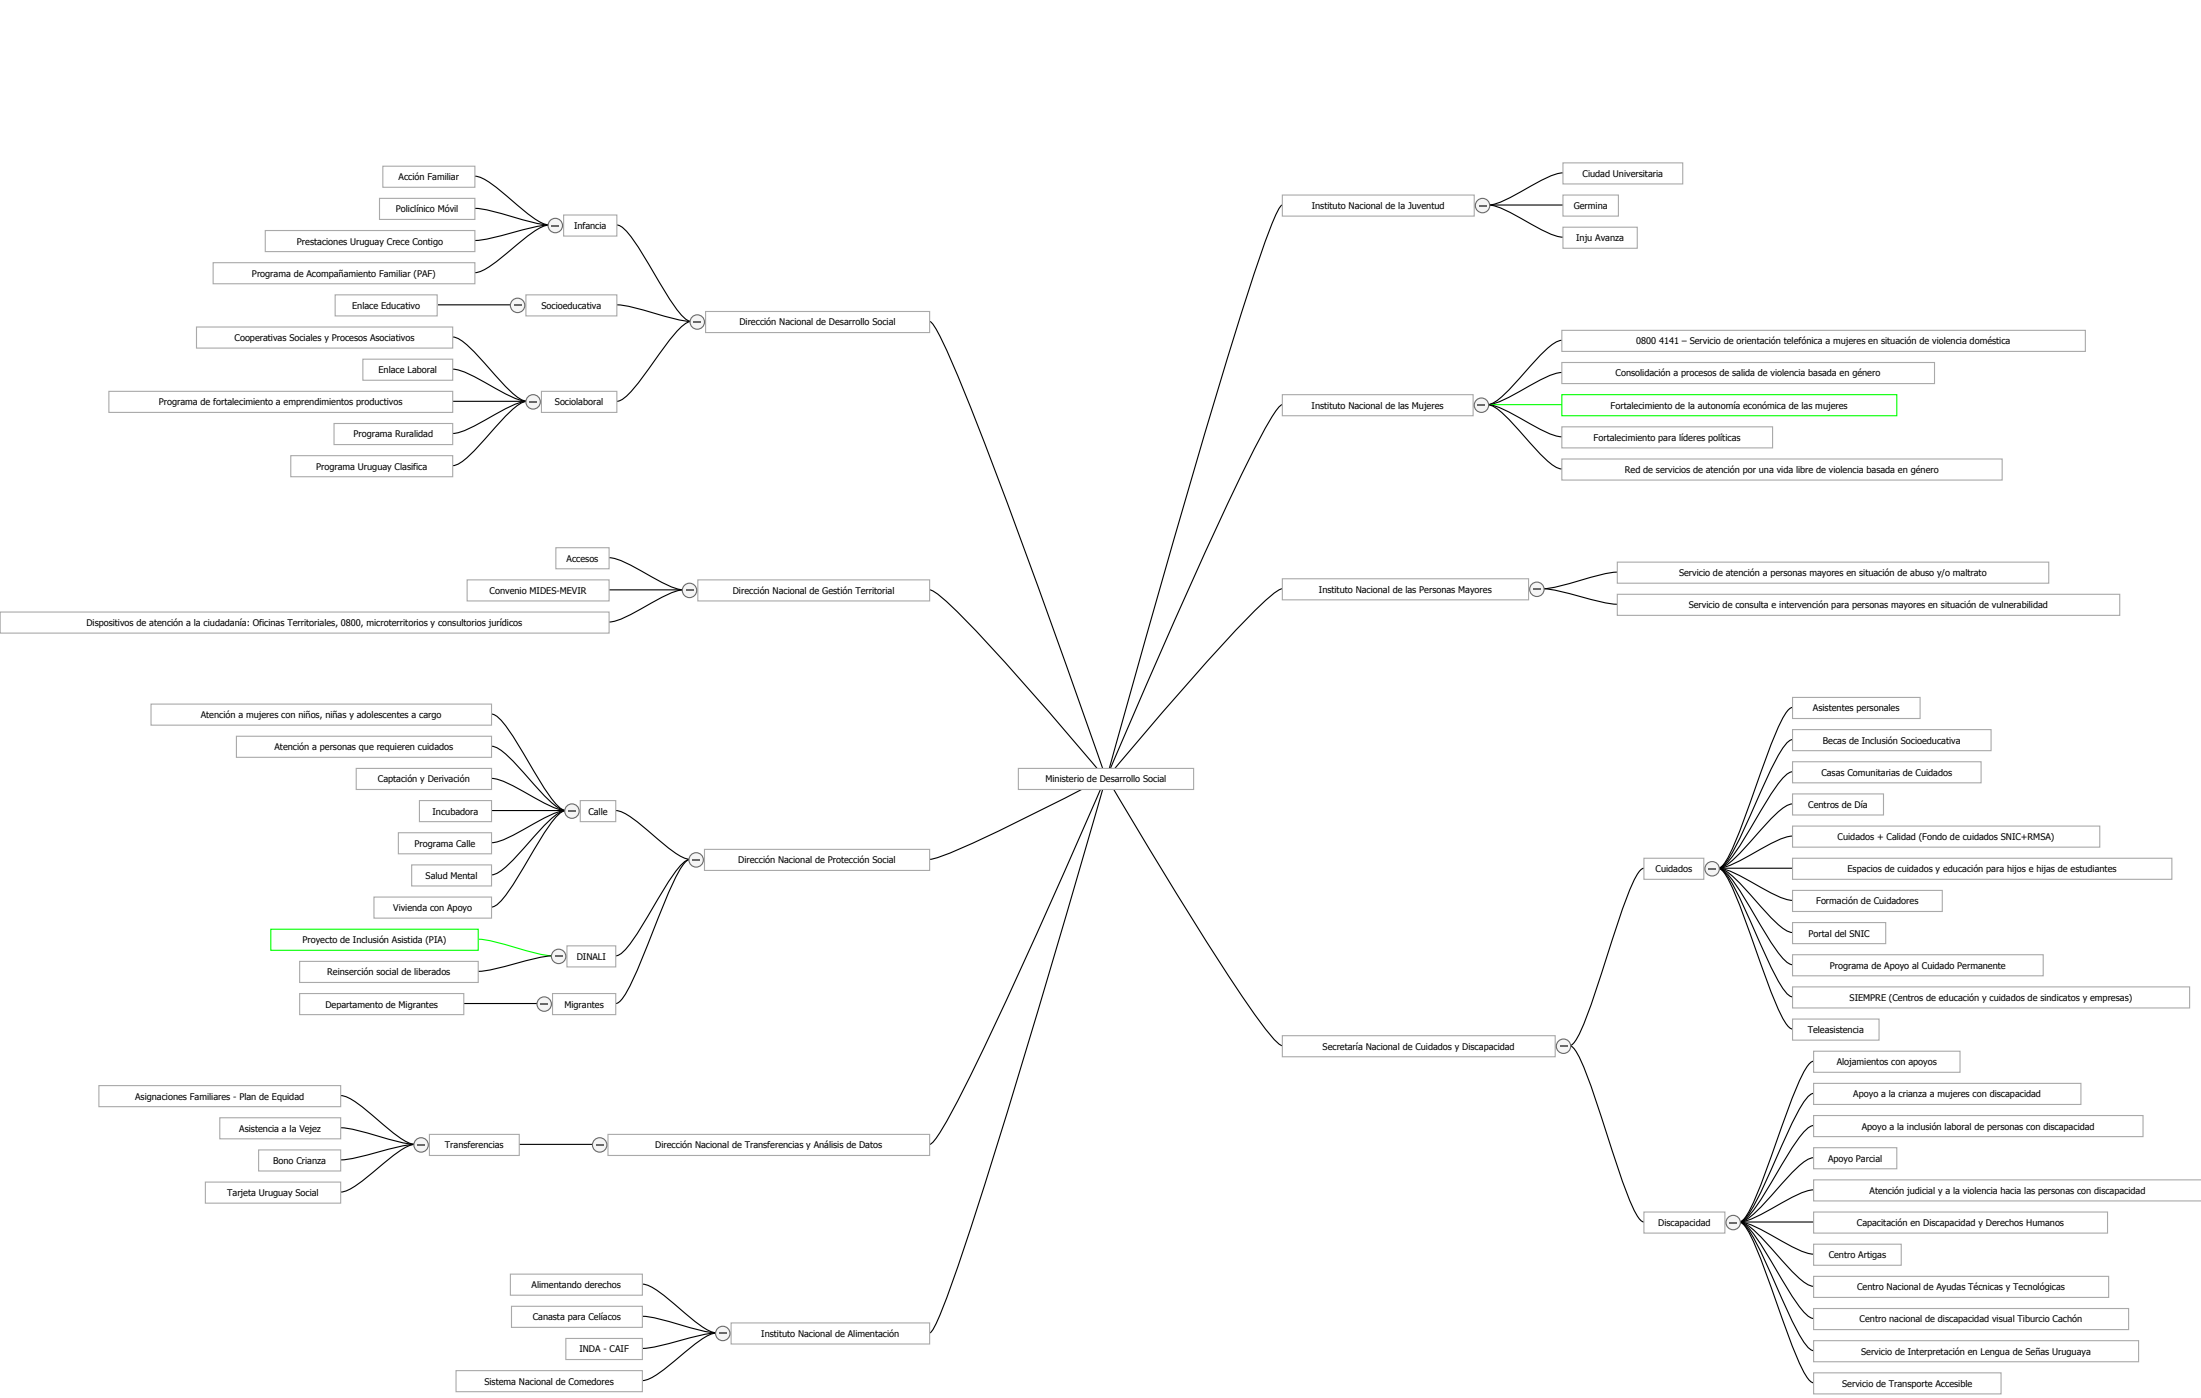 Ministerio de Desarrollo Social
Dirección Nacional de Desarrollo Social
Infancia
Acción Familiar
Policlínico Móvil
Prestaciones Uruguay Crece Contigo
Programa de Acompañamiento Familiar (PAF)
Socioeducativa
Enlace Educativo
Sociolaboral
Cooperativas Sociales y Procesos Asociativos
Enlace Laboral
Programa de fortalecimiento a emprendimientos productivos
Programa Ruralidad
Programa Uruguay Clasifica
Dirección Nacional de Gestión Territorial
Accesos
Convenio MIDES-MEVIR
Dispositivos de atención a la ciudadanía: Oficinas Territoriales, 0800, microterritorios y consultorios jurídicos
Dirección Nacional de Protección Social
Calle
Atención a mujeres con niños, niñas y adolescentes a cargo
Atención a personas que requieren cuidados
Captación y Derivación
Incubadora
Programa Calle
Salud Mental
Vivienda con Apoyo
DINALI
Proyecto de Inclusión Asistida (PIA)
Reinserción social de liberados
Migrantes
Departamento de Migrantes
Dirección Nacional de Transferencias y Análisis de Datos
Transferencias
Asignaciones Familiares - Plan de Equidad
Asistencia a la Vejez
Bono Crianza
Tarjeta Uruguay Social
Instituto Nacional de Alimentación
Alimentando derechos
Canasta para Celíacos
INDA - CAIF
Sistema Nacional de Comedores
Instituto Nacional de la Juventud
Ciudad Universitaria
Germina
Inju Avanza
Instituto Nacional de las Mujeres
0800 4141 – Servicio de orientación telefónica a mujeres en situación de violencia doméstica
Consolidación a procesos de salida de violencia basada en género
Fortalecimiento de la autonomía económica de las mujeres
Fortalecimiento para líderes políticas
Red de servicios de atención por una vida libre de violencia basada en género
Instituto Nacional de las Personas Mayores
Servicio de atención a personas mayores en situación de abuso y/o maltrato
Servicio de consulta e intervención para personas mayores en situación de vulnerabilidad
Secretaría Nacional de Cuidados y Discapacidad
Cuidados
Asistentes personales
Becas de Inclusión Socioeducativa
Casas Comunitarias de Cuidados
Centros de Día
Cuidados + Calidad (Fondo de cuidados SNIC+RMSA)
Espacios de cuidados y educación para hijos e hijas de estudiantes
Formación de Cuidadores
Portal del SNIC
Programa de Apoyo al Cuidado Permanente
SIEMPRE (Centros de educación y cuidados de sindicatos y empresas)
Teleasistencia
Discapacidad
Alojamientos con apoyos
Apoyo a la crianza a mujeres con discapacidad
Apoyo a la inclusión laboral de personas con discapacidad
Apoyo Parcial
Atención judicial y a la violencia hacia las personas con discapacidad
Capacitación en Discapacidad y Derechos Humanos
Centro Artigas
Centro Nacional de Ayudas Técnicas y Tecnológicas
Centro nacional de discapacidad visual Tiburcio Cachón
Servicio de Interpretación en Lengua de Señas Uruguaya
Servicio de Transporte Accesible